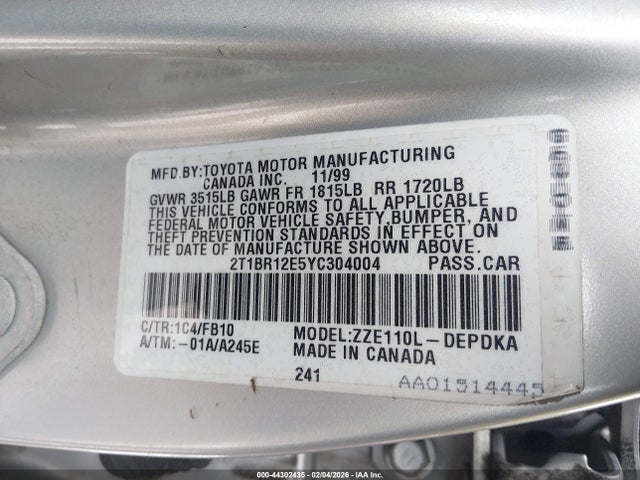 MFD.BY:TOYOTA MOTOR MANUFACTURING
CANADA INC. 11/99
GVWR 3515LB GAWR FR 1815LB RR 1720LB
THIS VEHICLE CONFORMS TO ALL APPLICABLE
FEDERAL MOTOR VEHICLE SAFETY,BUMPER, AND
THEFT PREVENTION STANDARDS IN EFFECT ON
THE DATE OF MANUFACTURE SHOWN ABOVE.
2T1BR12E5YC304004 PASS.CAR
C/TR:1C4/FB10 MODEL:ZZE110L-DEPDKA
A/TM:-01A/A245E MADE IN CANADA
241 AA01514445
000-44302435 - 02/04/2026 - IAA Inc.